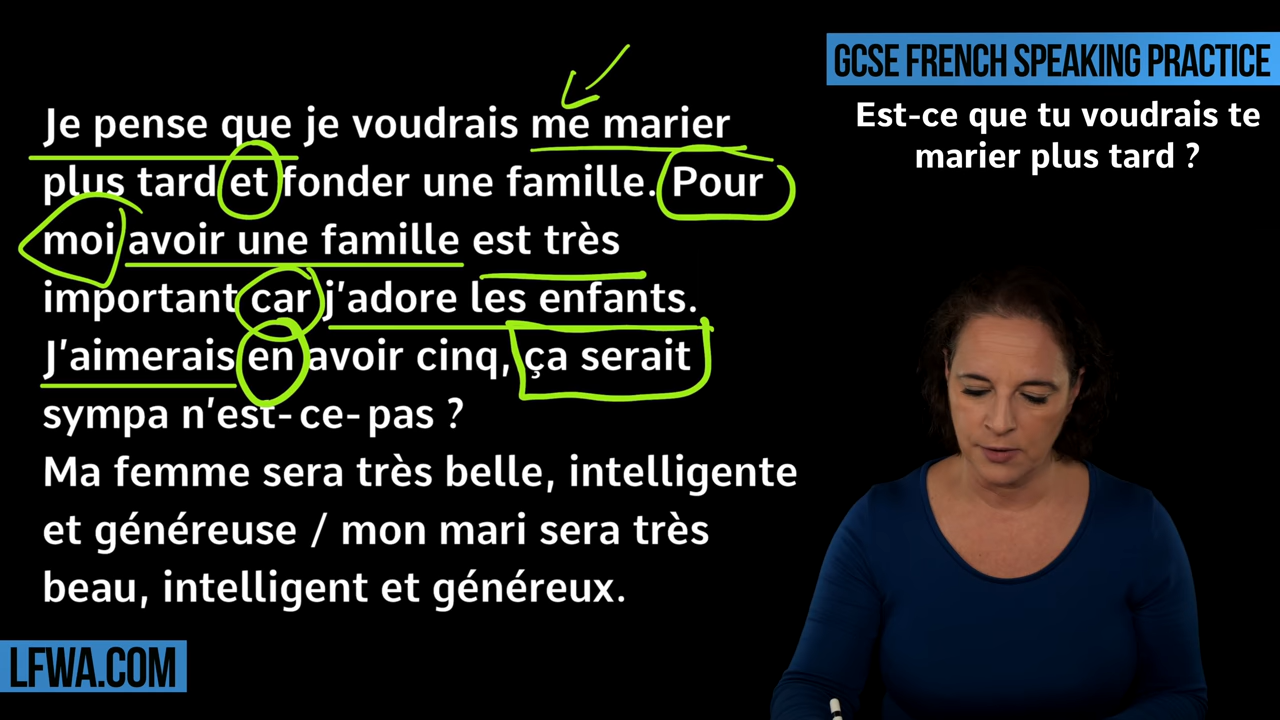 GCSE FRENCH SPEAKING PRACTICE
Est-ce que tu voudrais te
marier plus tard ?
Je pense que je voudrais me marier
plus tard et fonder une famille. Pour
moi avoir une famille est très
important car j'adore les enfants.
J'aimerais en avoir cinq, ça serait
sympa n'est-ce-pas ?
Ma femme sera très belle, intelligente
et généreuse / mon mari sera très
beau, intelligent et généreux.
LFWA.COM